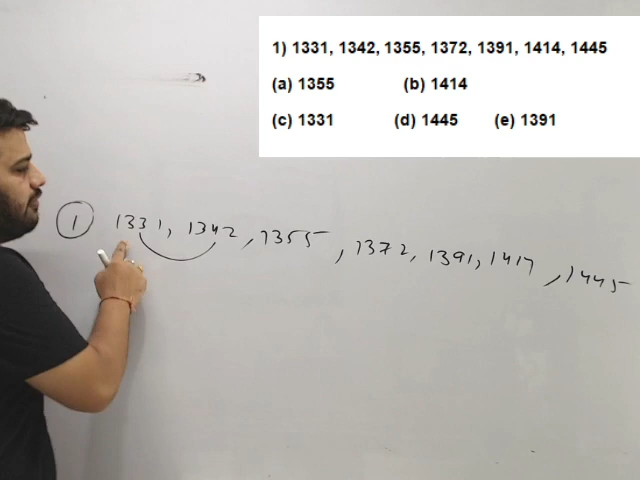 1) 1331, 1342, 1355, 1372, 1391, 1414, 1445
(a) 1355 (b) 1414
(c) 1331 (d) 1445 (e) 1391
1 1331, 1342, 1355, 1372, 1391, 1414, 1445